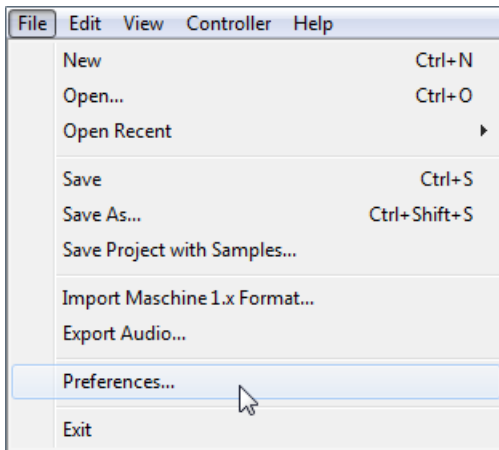 File Edit View Controller Help
New Ctrl+N
Open... Ctrl+O
Open Recent
Save Ctrl+S
Save As... Ctrl+Shift+S
Save Project with Samples...
Import Maschine 1.x Format...
Export Audio...
Preferences...
Exit